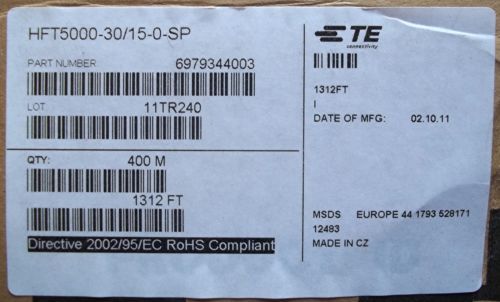 HFT5000-30/15-0-SP
PART NUMBER 6979344003
LOT 11TR240
QTY: 400 M
1312 FT
Directive 2002/95/EC RoHS Compliant
TE
connectivity
1312FT
I
DATE OF MFG: 02.10.11
MSDS EUROPE 44 1793 528171
12483
MADE IN CZ